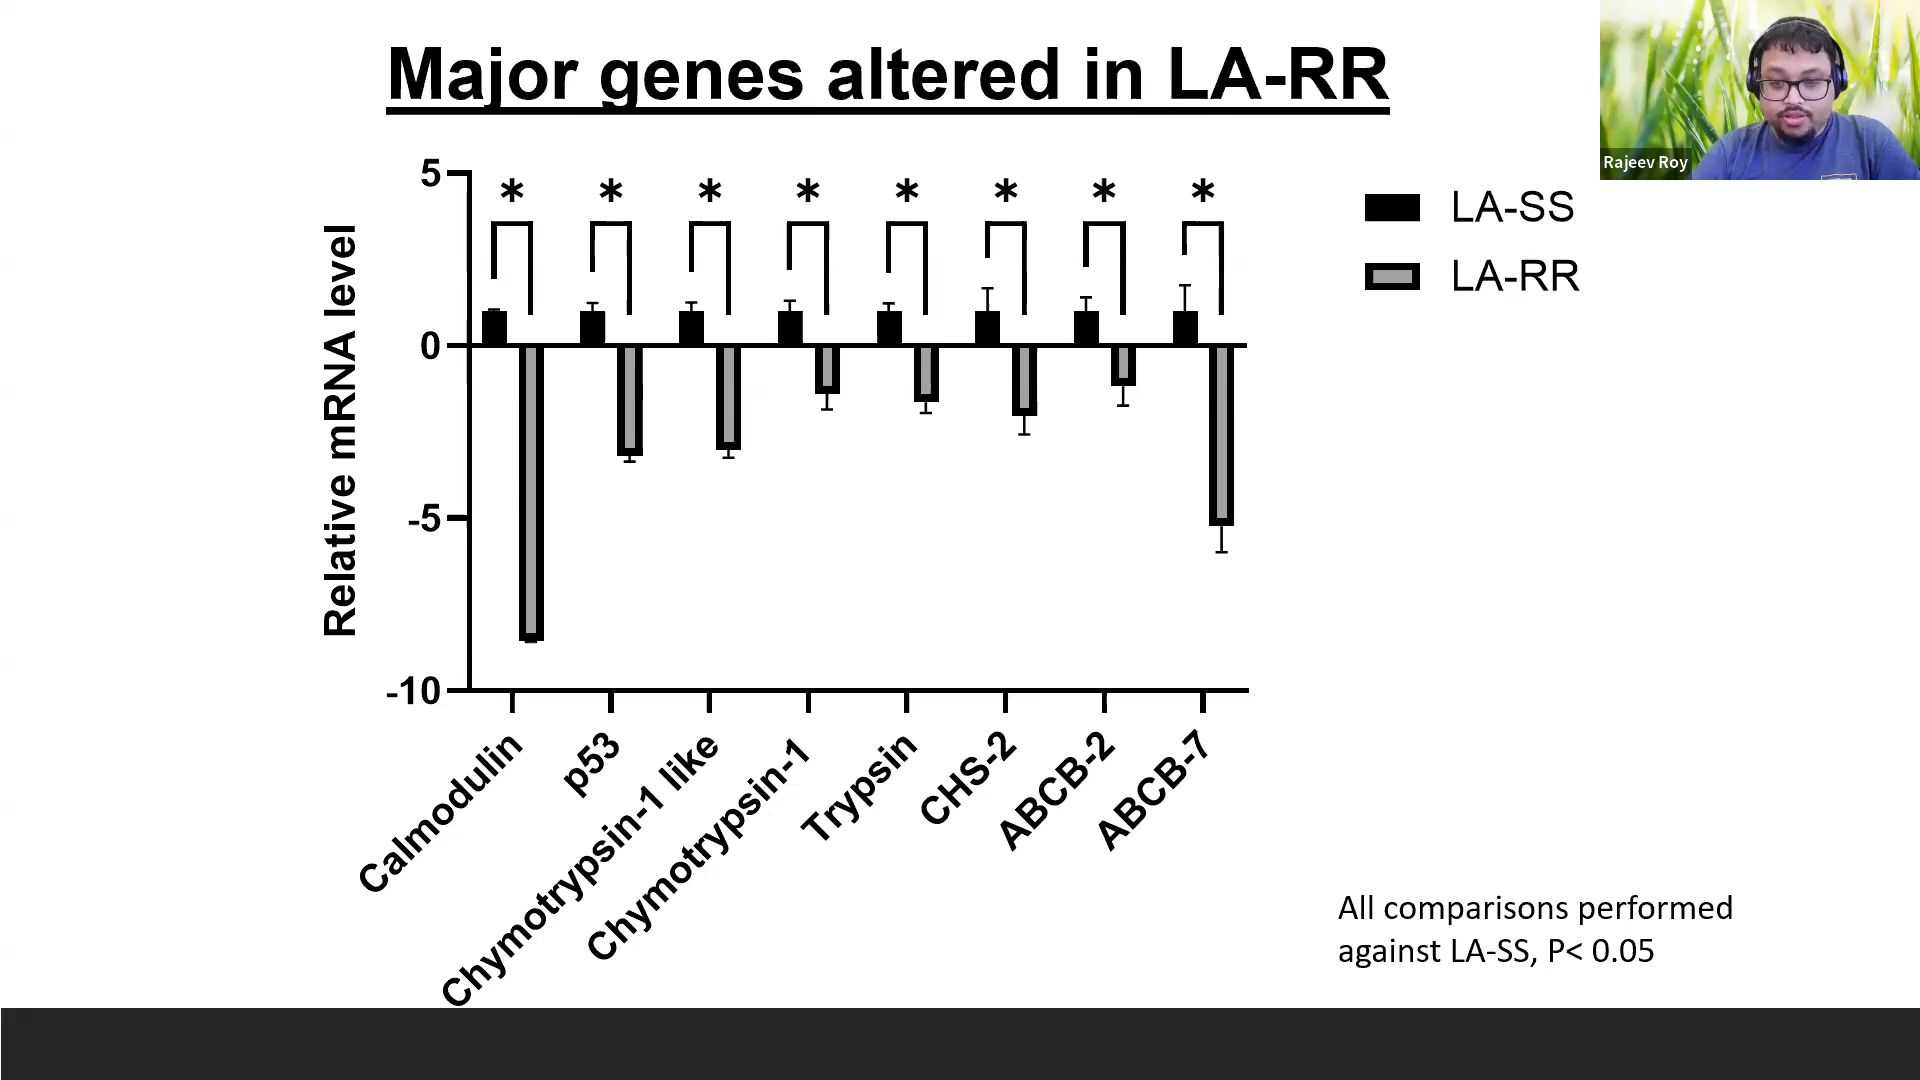 Major genes altered in LA-RR
Rajeev Roy
Relative mRNA level
5
0
-5
-10
* * * * * * * *
LA-SS
LA-RR
Calmodulin
p53
Chymotrypsin-1 like
Chymotrypsin-1
Trypsin
CHS-2
ABCB-2
ABCB-7
All comparisons performed
against LA-SS, P< 0.05